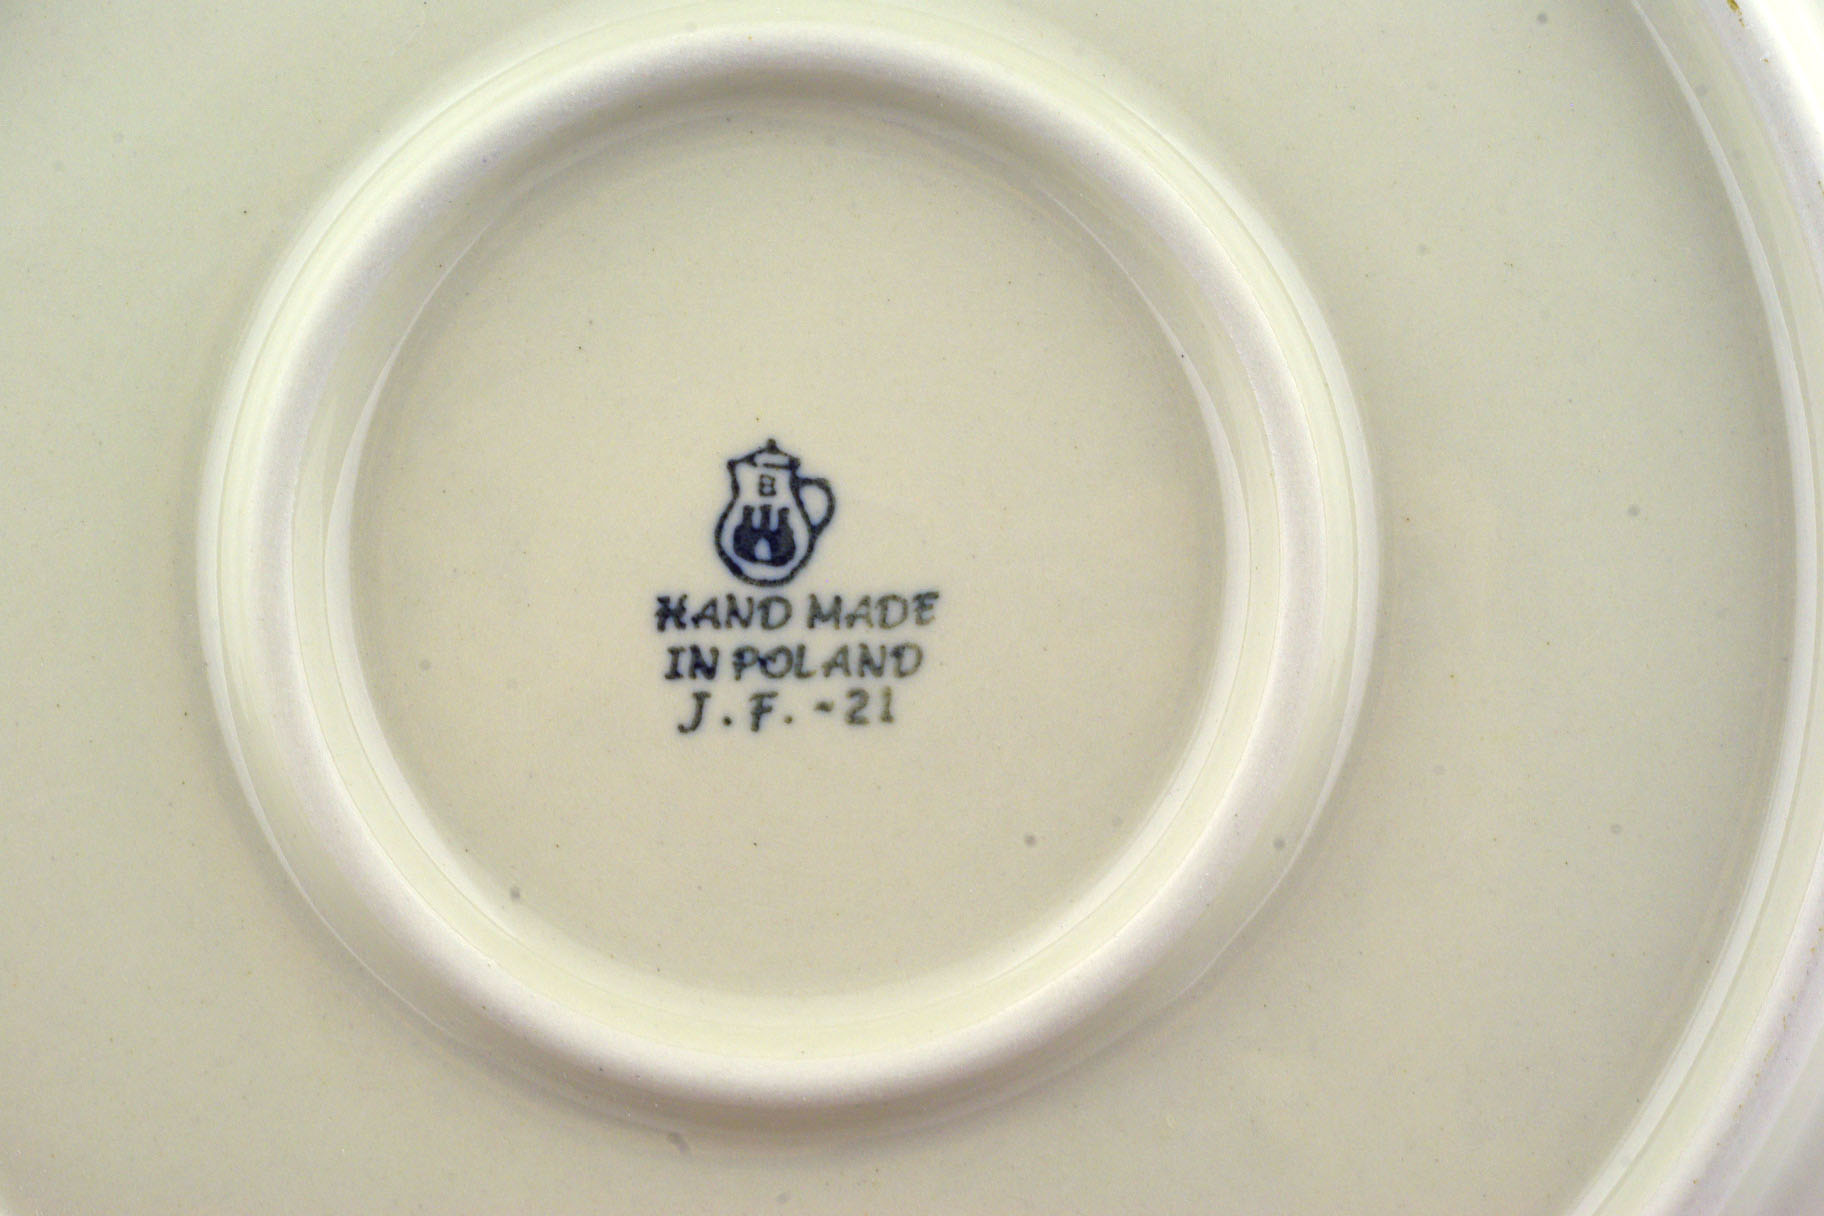 B
HAND MADE
IN POLAND
J.F.-21